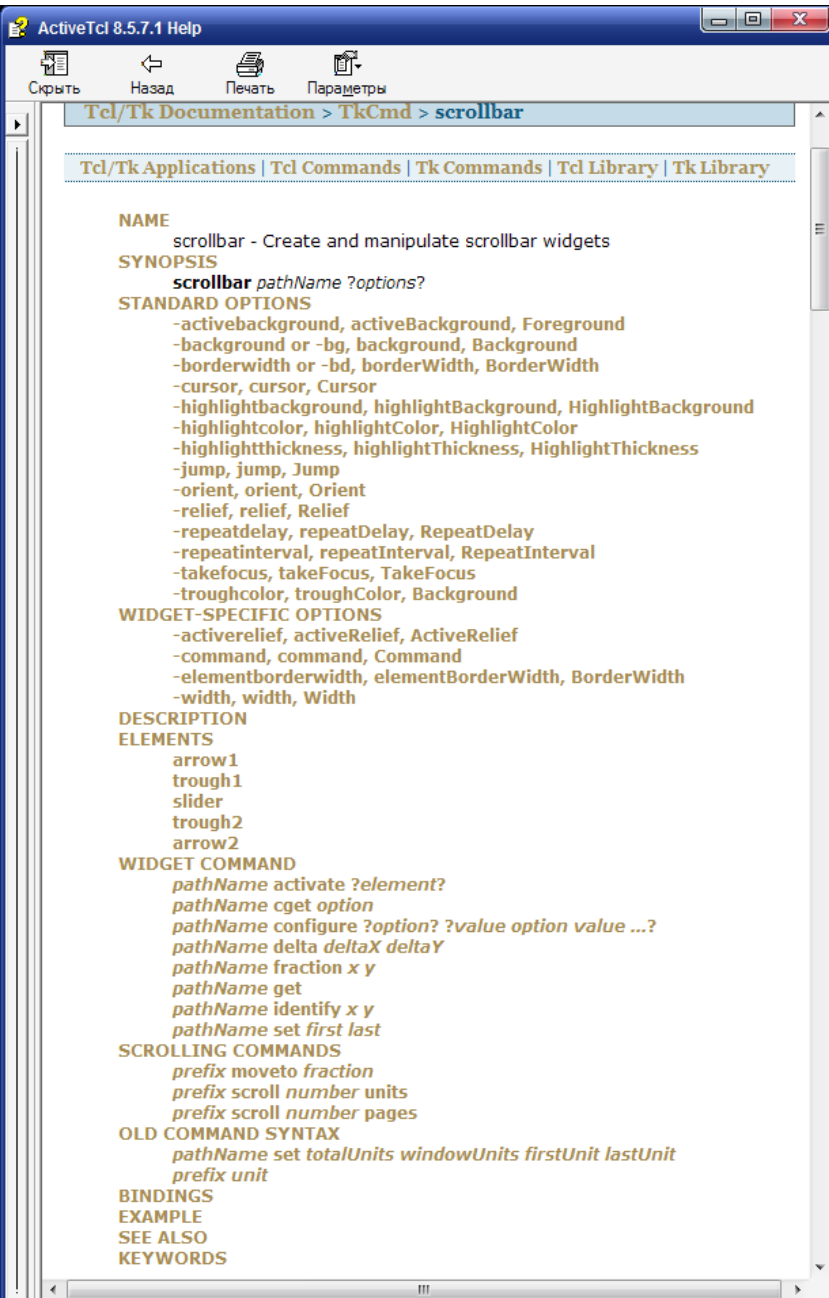 ActiveTcl 8.5.7.1 Help
Скрыть Назад Печать Параметры
Tcl/Tk Documentation > TkCmd > scrollbar
Tcl/Tk Applications | Tcl Commands | Tk Commands | Tcl Library | Tk Library
NAME
scrollbar - Create and manipulate scrollbar widgets
SYNOPSIS
scrollbar pathName ?options?
STANDARD OPTIONS
-activebackground, activeBackground, Foreground
-background or -bg, background, Background
-borderwidth or -bd, borderWidth, BorderWidth
-cursor, cursor, Cursor
-highlightbackground, highlightBackground, HighlightBackground
-highlightcolor, highlightColor, HighlightColor
-highlightthickness, highlightThickness, HighlightThickness
-jump, jump, Jump
-orient, orient, Orient
-relief, relief, Relief
-repeatdelay, repeatDelay, RepeatDelay
-repeatinterval, repeatInterval, RepeatInterval
-takefocus, takeFocus, TakeFocus
-troughcolor, troughColor, Background
WIDGET-SPECIFIC OPTIONS
-activerelief, activeRelief, ActiveRelief
-command, command, Command
-elementborderwidth, elementBorderWidth, BorderWidth
-width, width, Width
DESCRIPTION
ELEMENTS
arrow1
trough1
slider
trough2
arrow2
WIDGET COMMAND
pathName activate ?element?
pathName cget option
pathName configure ?option? ?value option value ...?
pathName delta deltaX deltaY
pathName fraction x y
pathName get
pathName identify x y
pathName set first last
SCROLLING COMMANDS
prefix moveto fraction
prefix scroll number units
prefix scroll number pages
OLD COMMAND SYNTAX
pathName set totalUnits windowUnits firstUnit lastUnit
prefix unit
BINDINGS
EXAMPLE
SEE ALSO
KEYWORDS